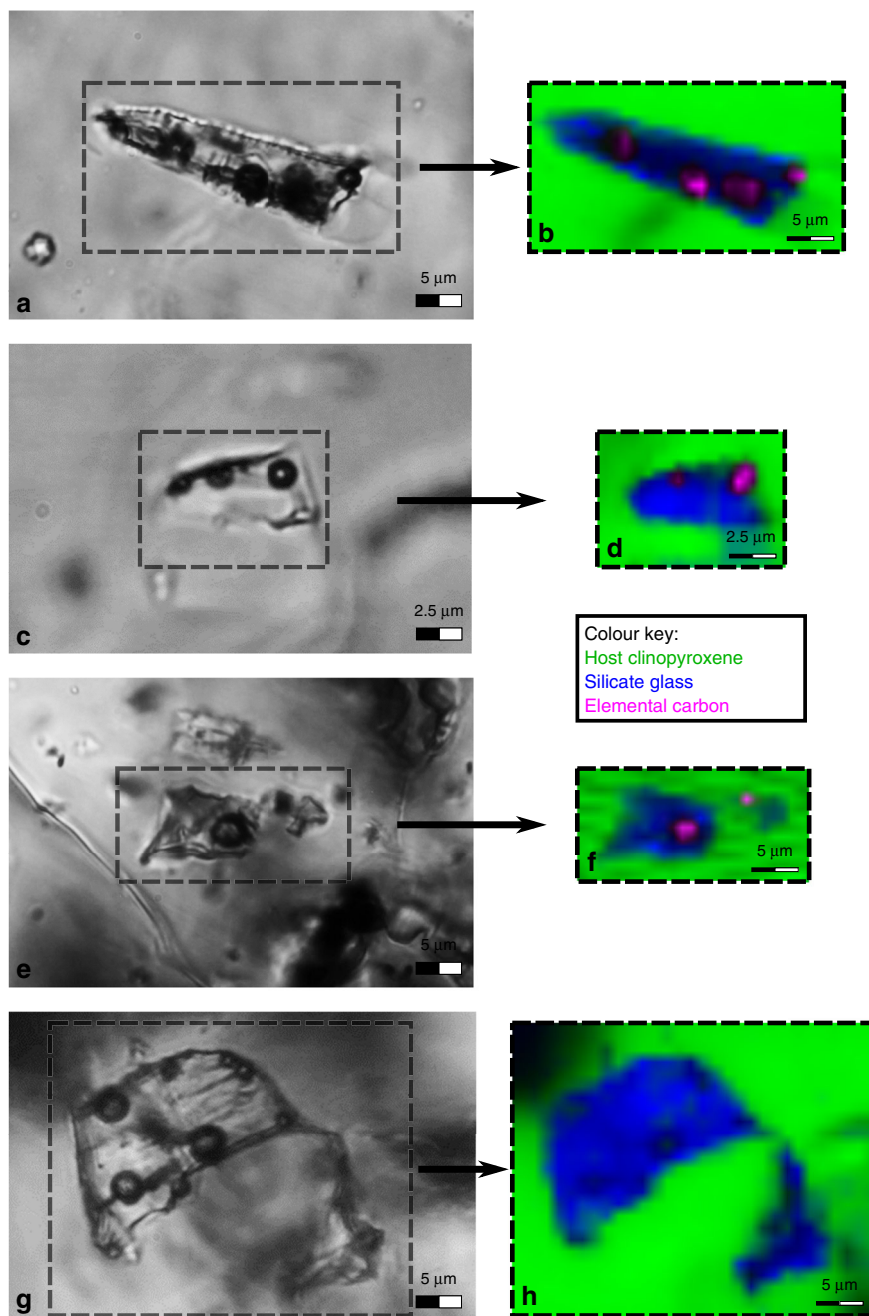 5 μm
a
b
5 μm
2.5 μm
c
2.5 μm
d
Colour key:
Host clinopyroxene
Silicate glass
Elemental carbon
5 μm
e
5 μm
f
5 μm
g
5 μm
h